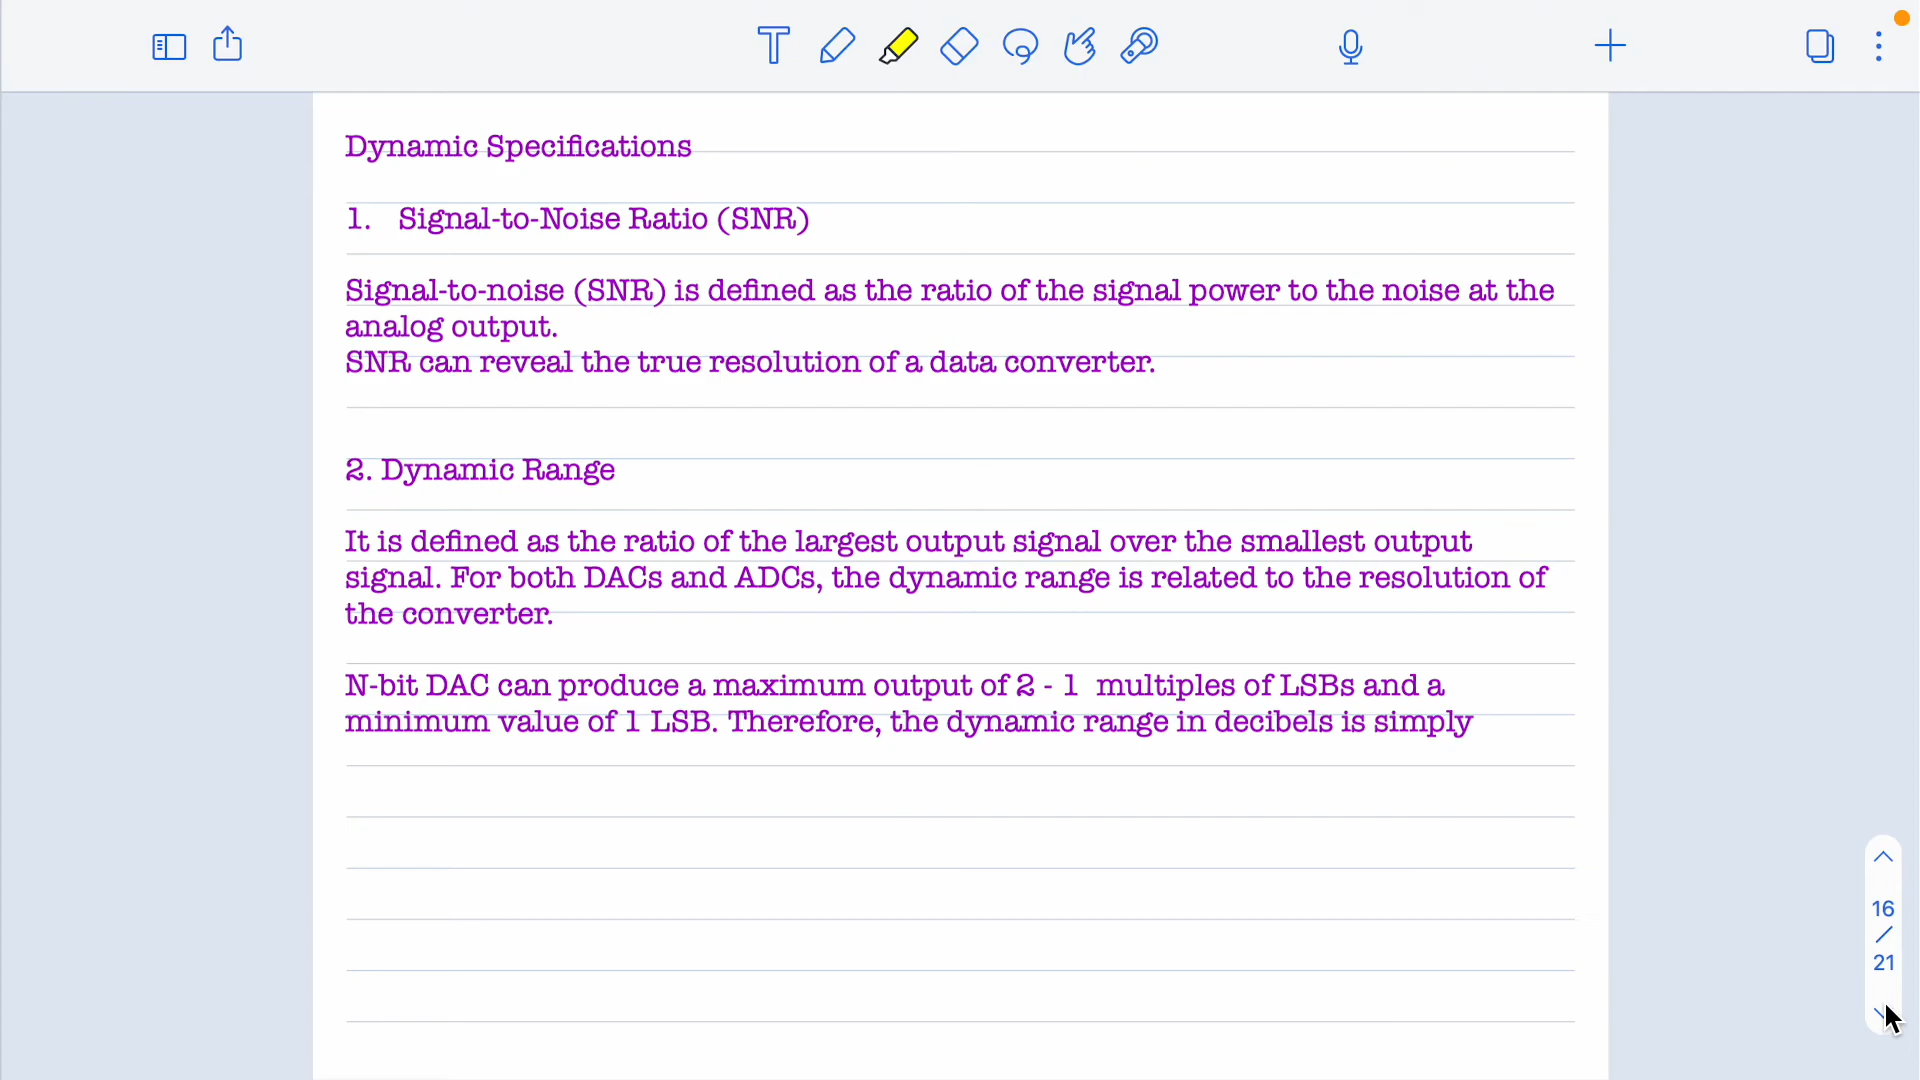 Dynamic Specifications
1. Signal-to-Noise Ratio (SNR)
Signal-to-noise (SNR) is defined as the ratio of the signal power to the noise at the
analog output.
SNR can reveal the true resolution of a data converter.
2. Dynamic Range
It is defined as the ratio of the largest output signal over the smallest output
signal. For both DACs and ADCs, the dynamic range is related to the resolution of
the converter.
N-bit DAC can produce a maximum output of 2 - 1 multiples of LSBs and a
minimum value of 1 LSB. Therefore, the dynamic range in decibels is simply
16
/
21